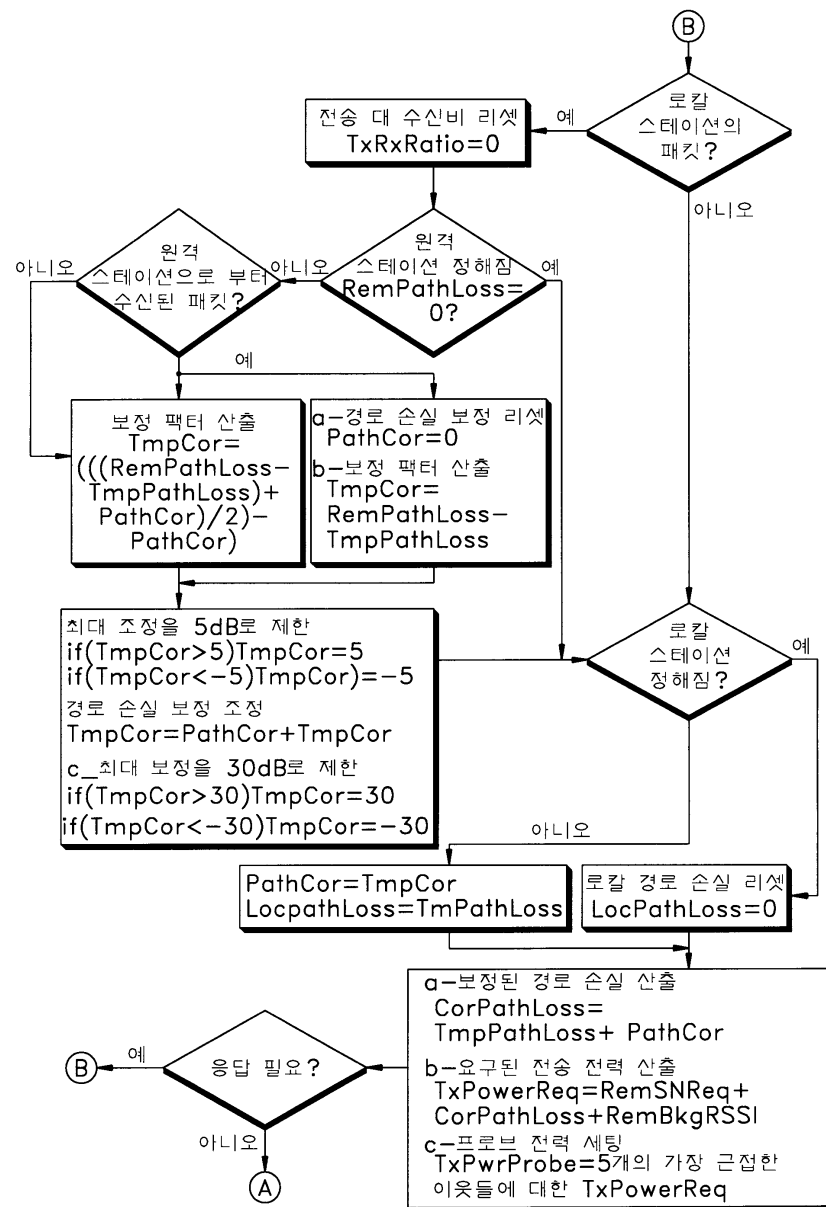 B
로칼
스테이션의
패킷?
예
아니오
전송 대 수신비 리셋
TxRxRatio=0
원격
스테이션 정해짐
RemPathLoss=
0?
아니오
예
원격
스테이션으로 부터
수신된 패킷?
아니오
예
보정 팩터 산출
TmpCor=
(((RemPathLoss-
TmpPathLoss)+
PathCor)/2)-
PathCor)
a-경로 손실 보정 리셋
PathCor=0
b-보정 팩터 산출
TmpCor=
RemPathLoss-
TmpPathLoss
최대 조정을 5dB로 제한
if(TmpCor>5)TmpCor=5
if(TmpCor<-5)TmpCor)=-5
경로 손실 보정 조정
TmpCor=PathCor+TmpCor
c_최대 보정을 30dB로 제한
if(TmpCor>30)TmpCor=30
if(TmpCor<-30)TmpCor=-30
로칼
스테이션
정해짐?
예
아니오
PathCor=TmpCor
LocpathLoss=TmPathLoss
로칼 경로 손실 리셋
LocPathLoss=0
a-보정된 경로 손실 산출
CorPathLoss=
TmpPathLoss+ PathCor
b-요구된 전송 전력 산출
TxPowerReq=RemSNReq+
CorPathLoss+RemBkgRSSI
c-프로브 전력 세팅
TxPwrProbe=5개의 가장 근접한
이웃들에 대한 TxPowerReq
응답 필요?
예
B
아니오
A